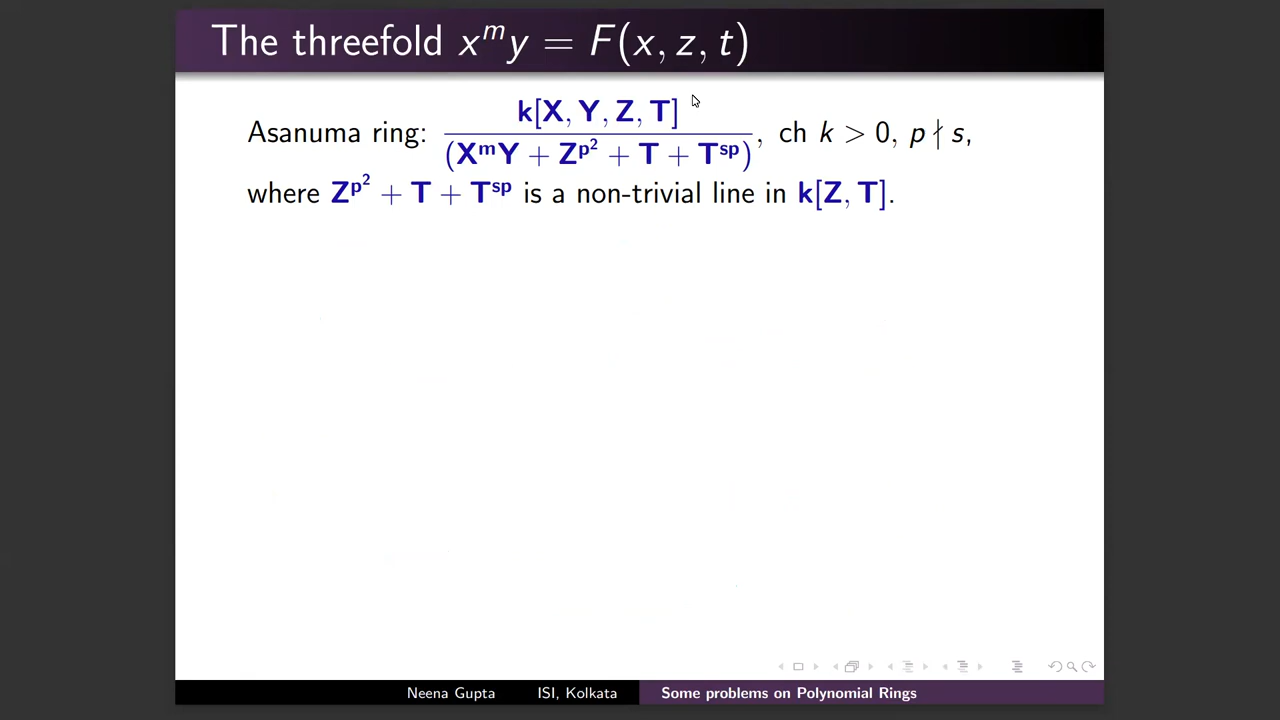 The threefold x^m y = F(x, z, t)
Asanuma ring: k[X, Y, Z, T] / (X^m Y + Z^{p^2} + T + T^{sp}), ch k > 0, p ∤ s,
where Z^{p^2} + T + T^{sp} is a non-trivial line in k[Z, T].
Neena Gupta ISI, Kolkata Some problems on Polynomial Rings